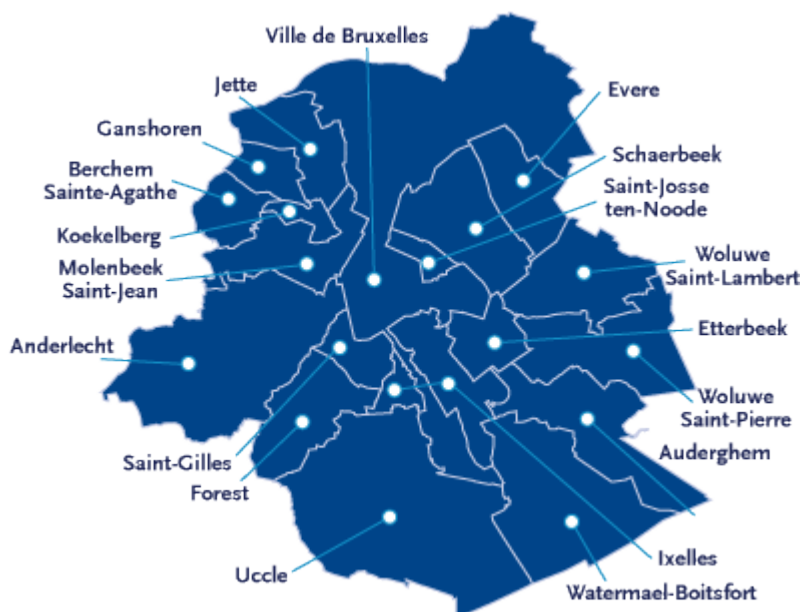 Ville de Bruxelles
Jette
Evere
Ganshoren
Schaerbeek
Berchem
Sainte-Agathe
Saint-Josse
ten-Noode
Koekelberg
Molenbeek
Saint-Jean
Woluwe
Saint-Lambert
Anderlecht
Etterbeek
Woluwe
Saint-Pierre
Auderghem
Saint-Gilles
Forest
Ixelles
Uccle
Watermael-Boitsfort